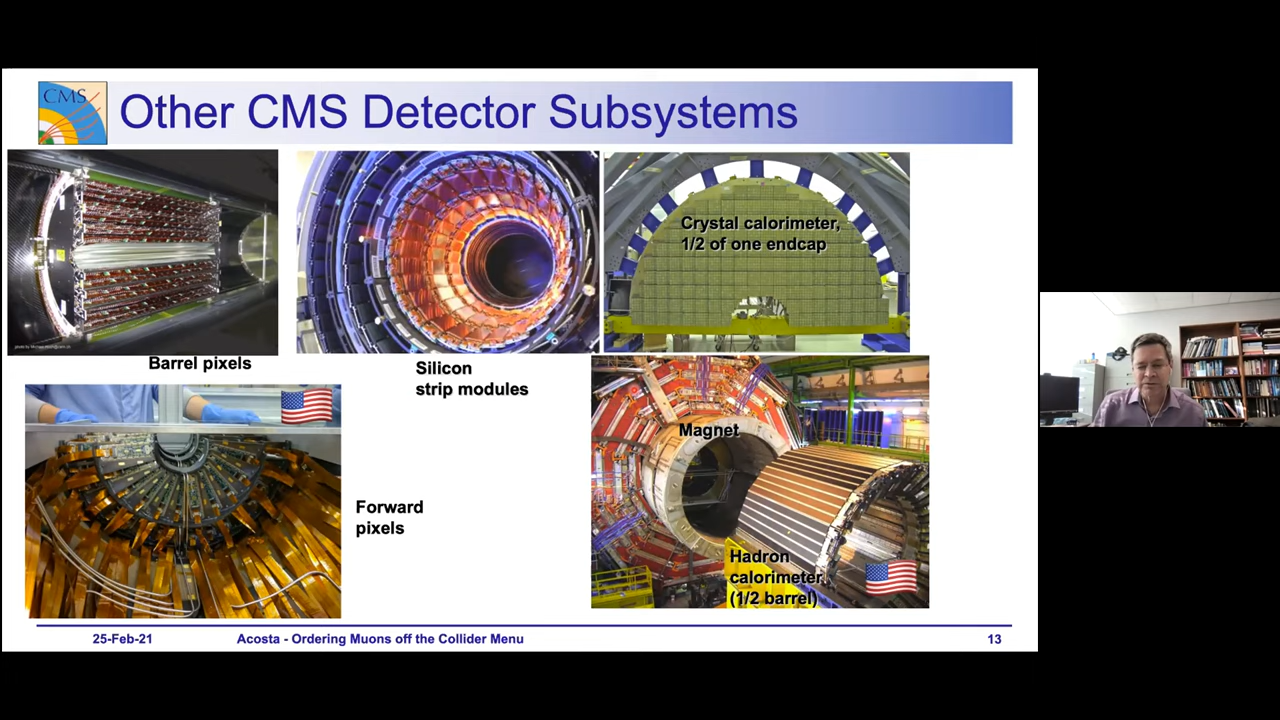 CMS
Other CMS Detector Subsystems
Crystal calorimeter,
1/2 of one endcap
Barrel pixels
Silicon
strip modules
Magnet
Forward
pixels
Hadron
calorimeter
(1/2 barrel)
25-Feb-21
Acosta - Ordering Muons off the Collider Menu
13